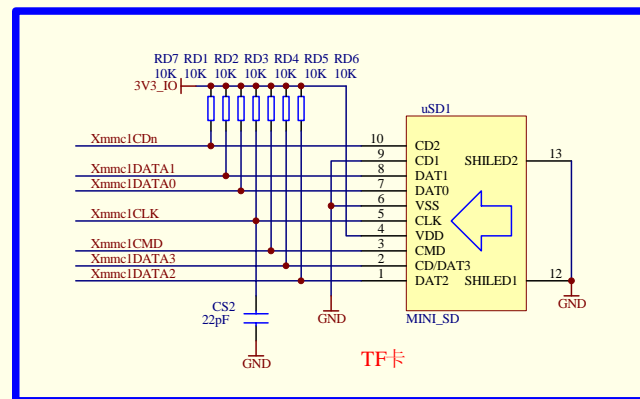 RD7 RD1 RD2 RD3 RD4 RD5 RD6
10K 10K 10K 10K 10K 10K 10K
3V3_IO
uSD1
Xmmc1CDn 10 CD2
9 CD1 SHILED2 13
Xmmc1DATA1 8 DAT1
Xmmc1DATA0 7 DAT0
6 VSS
Xmmc1CLK 5 CLK
4 VDD
Xmmc1CMD 3 CMD
Xmmc1DATA3 2 CD/DAT3
Xmmc1DATA2 1 DAT2 SHILED1 12
CS2
22pF
GND
GND
GND
MINI_SD
TF卡